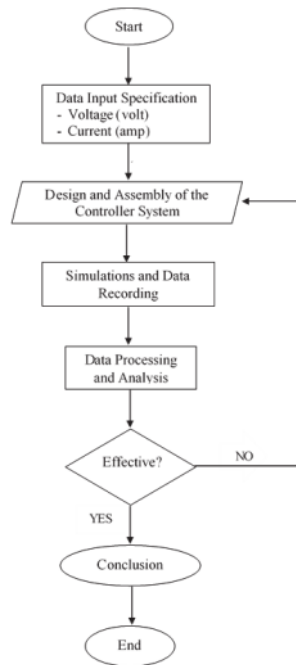 Start
Data Input Specification
- Voltage (volt)
- Current (amp)
Design and Assembly of the
Controller System
Simulations and Data
Recording
Data Processing
and Analysis
Effective?
NO
YES
Conclusion
End